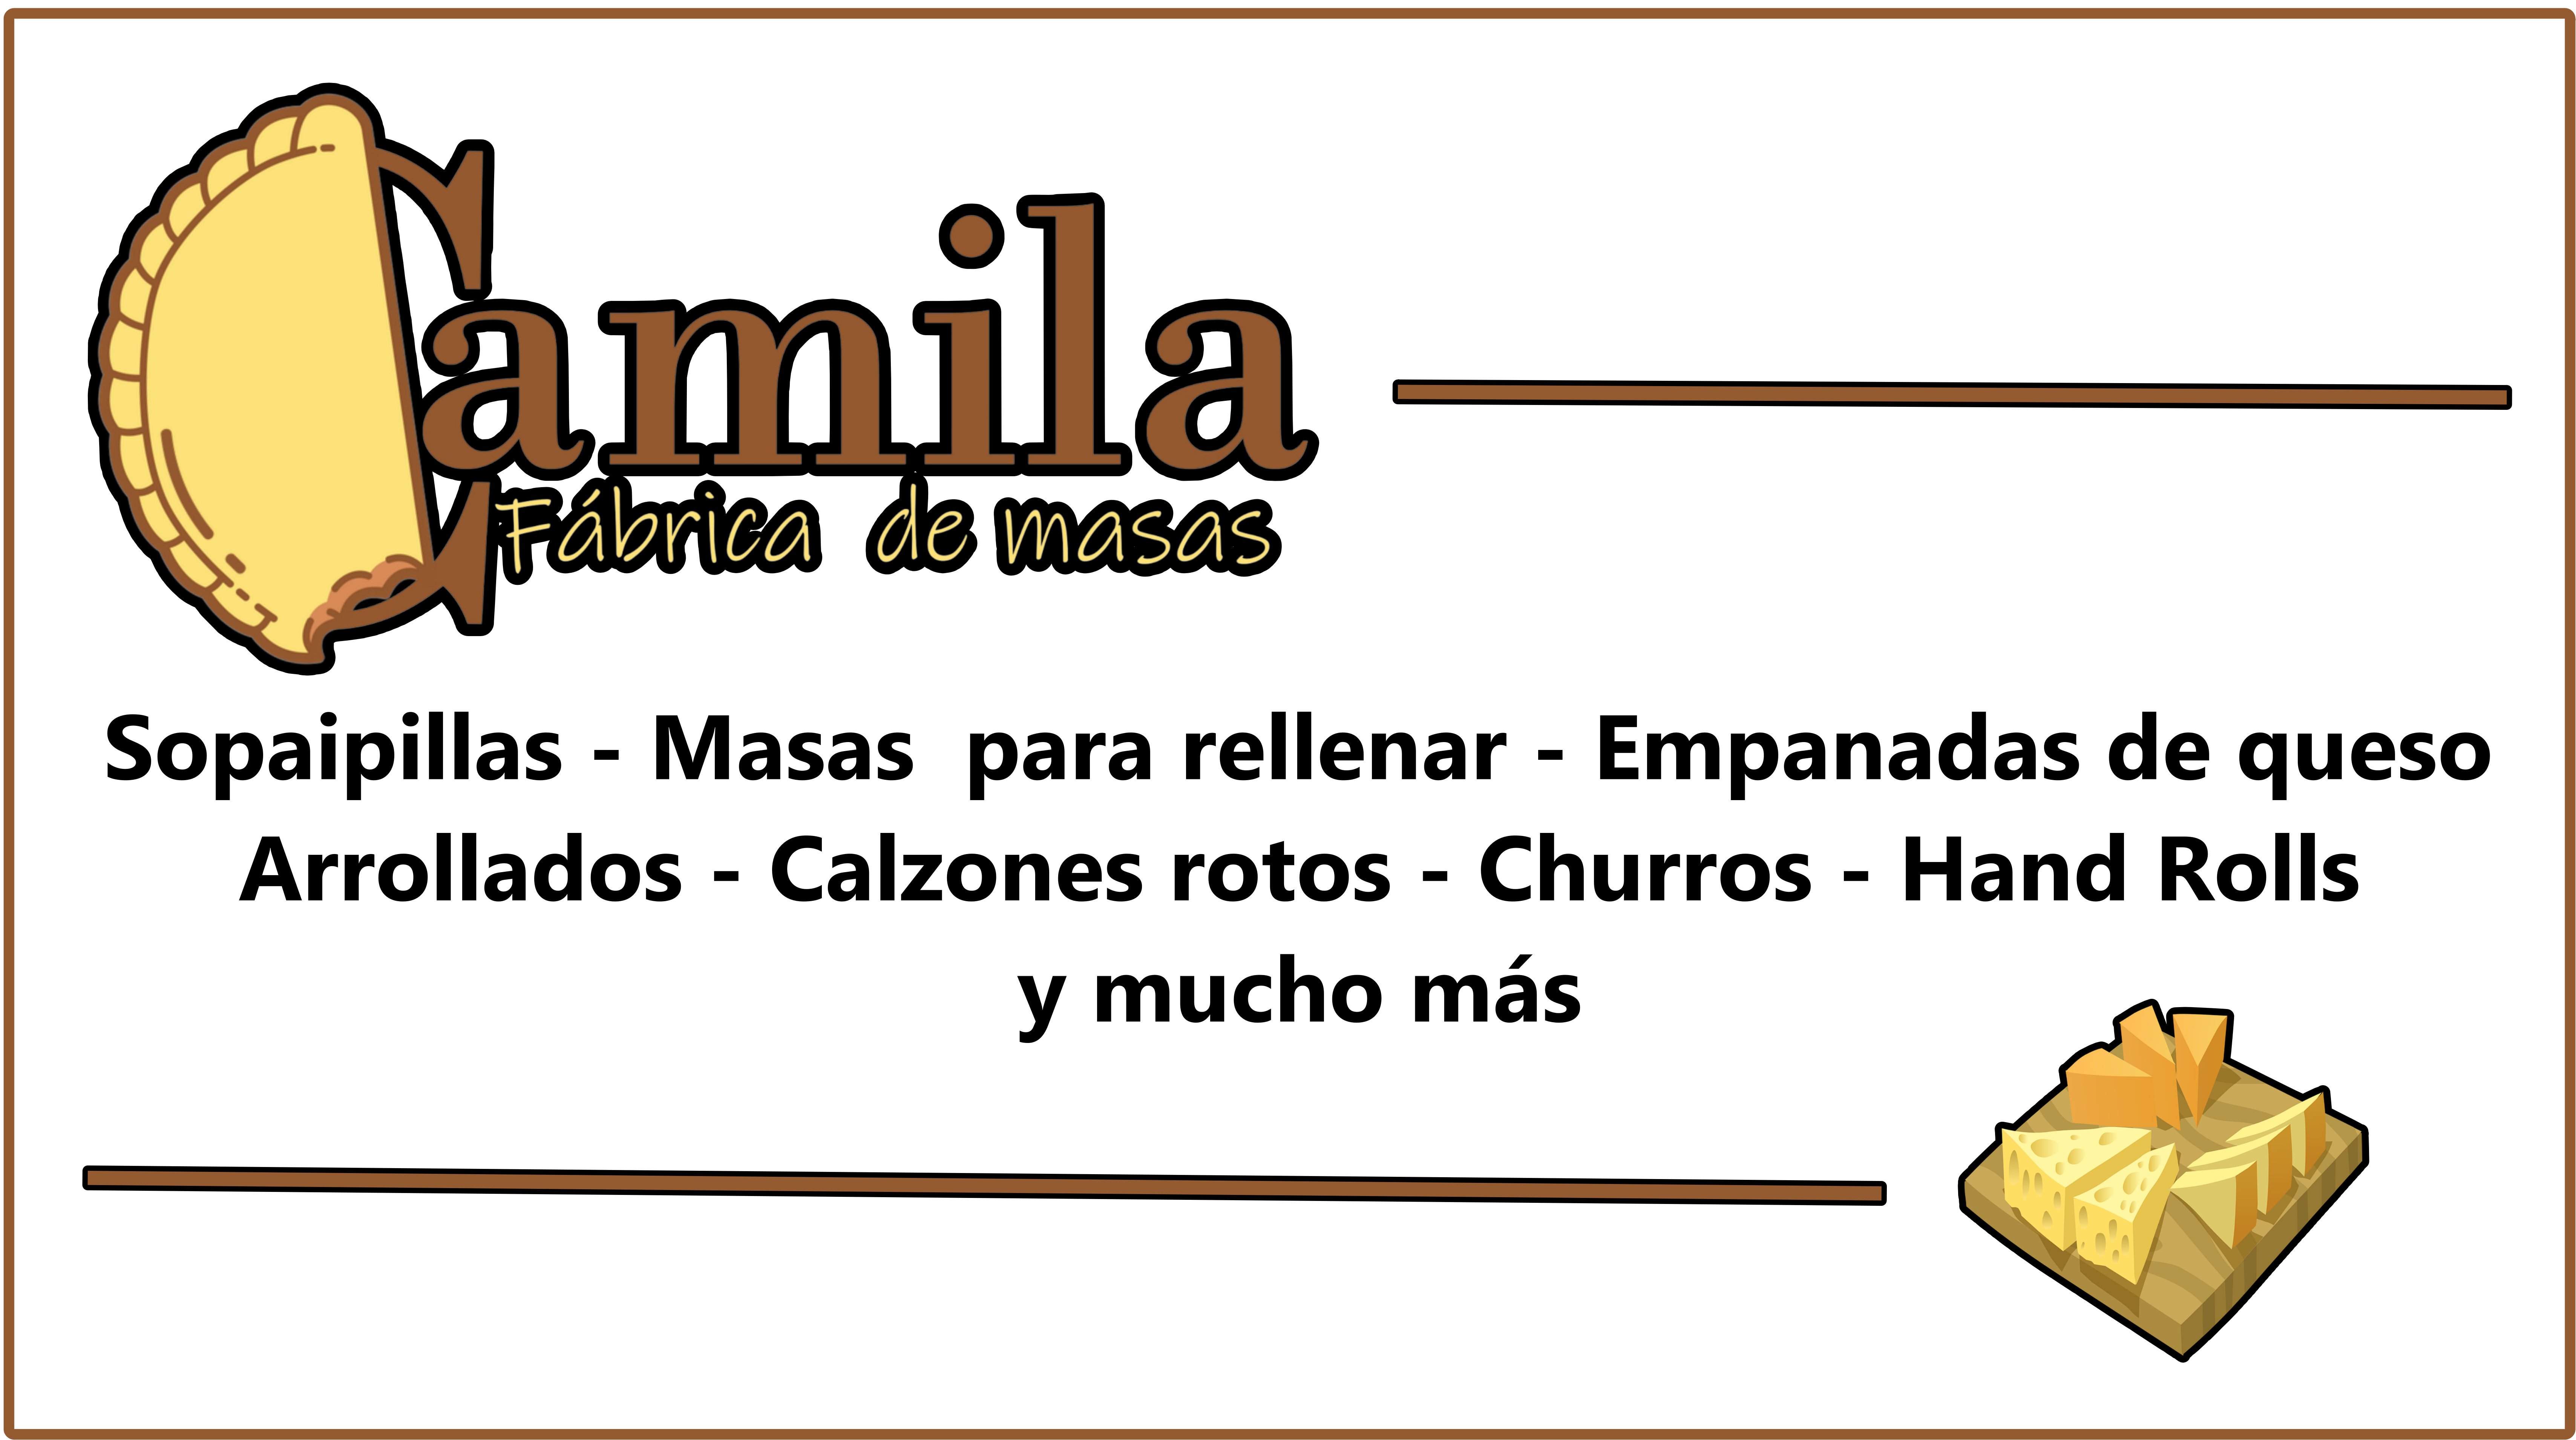 Camila
Fábrica de masas
Sopaipillas - Masas para rellenar - Empanadas de queso
Arrollados - Calzones rotos - Churros - Hand Rolls
y mucho más